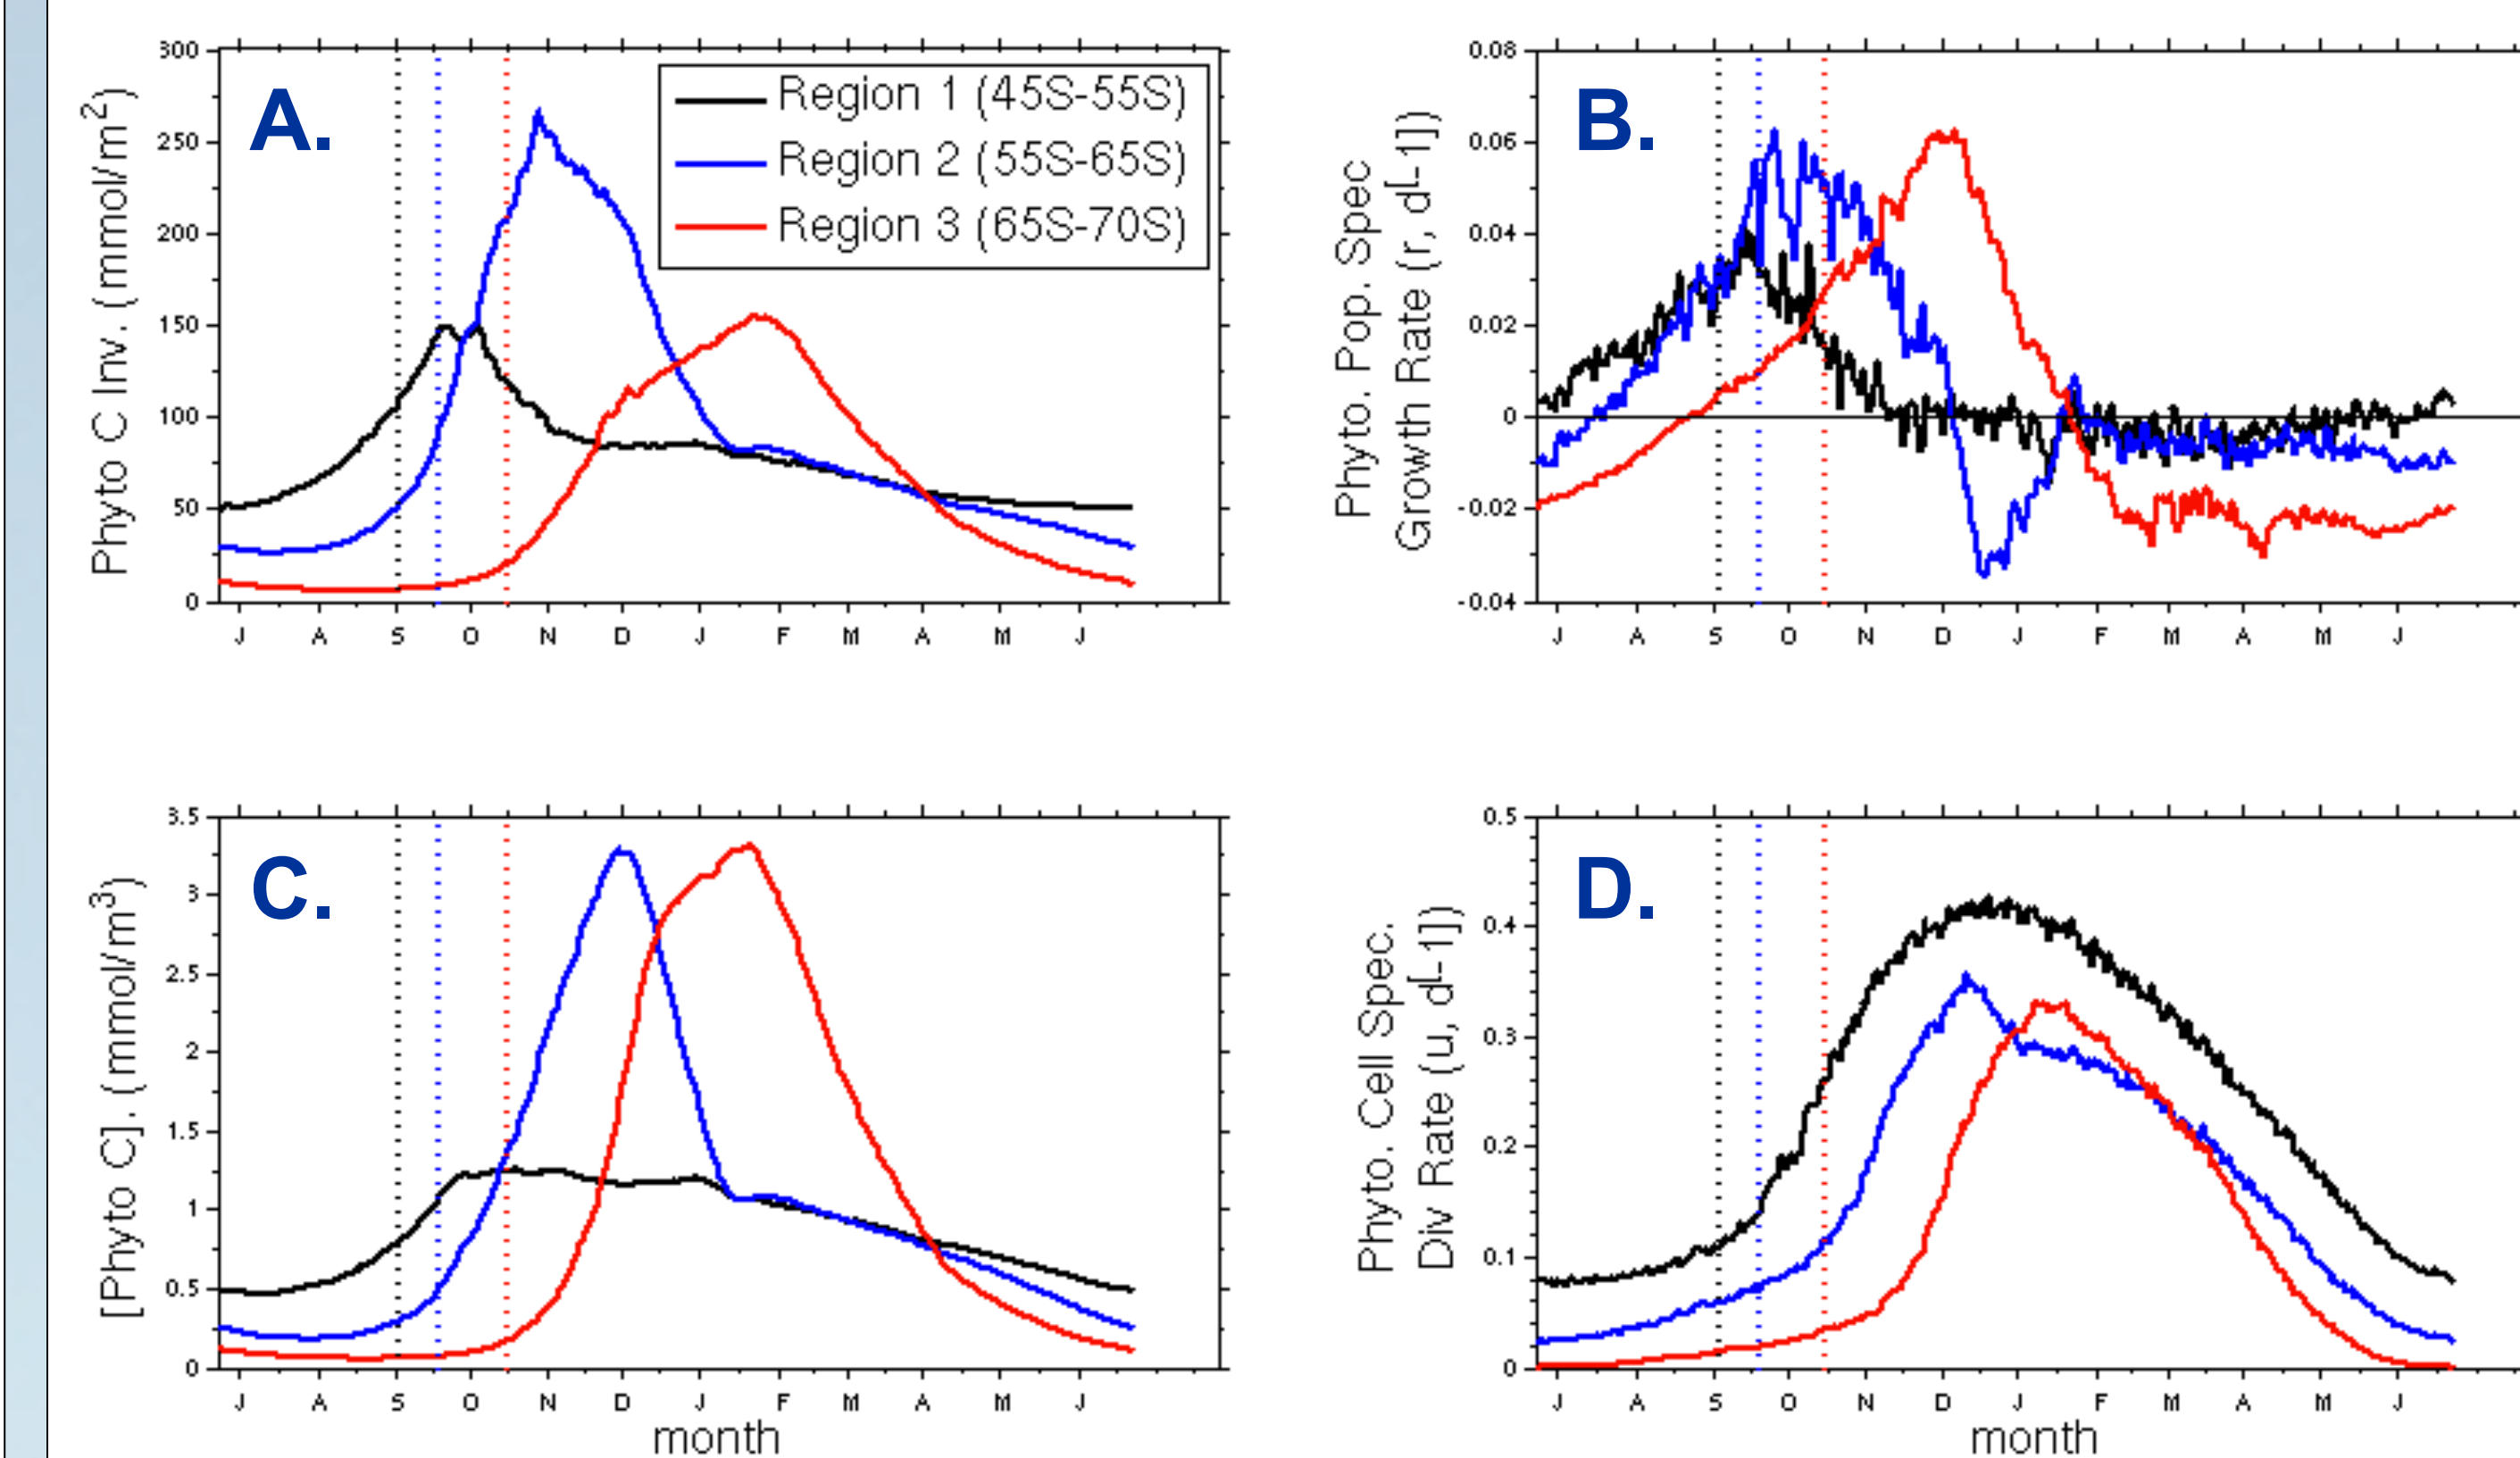 A.
Phyto C Inv. (mmol/m2)
300
250
200
150
100
50
0
Region 1 (45S-55S)
Region 2 (55S-65S)
Region 3 (65S-70S)
J A S O N D J F M A M J
B.
Phyto. Pop. Spec
Growth Rate (r, d[-1])
0.08
0.06
0.04
0.02
0
-0.02
-0.04
J A S O N D J F M A M J
C.
[Phyto C]. (mmol/m3)
3.5
3
2.5
2
1.5
1
0.5
0
J A S O N D J F M A M J
month
D.
Phyto. Cell Spec.
Div Rate (u, d[-1])
0.5
0.4
0.3
0.2
0.1
0
J A S O N D J F M A M J
month